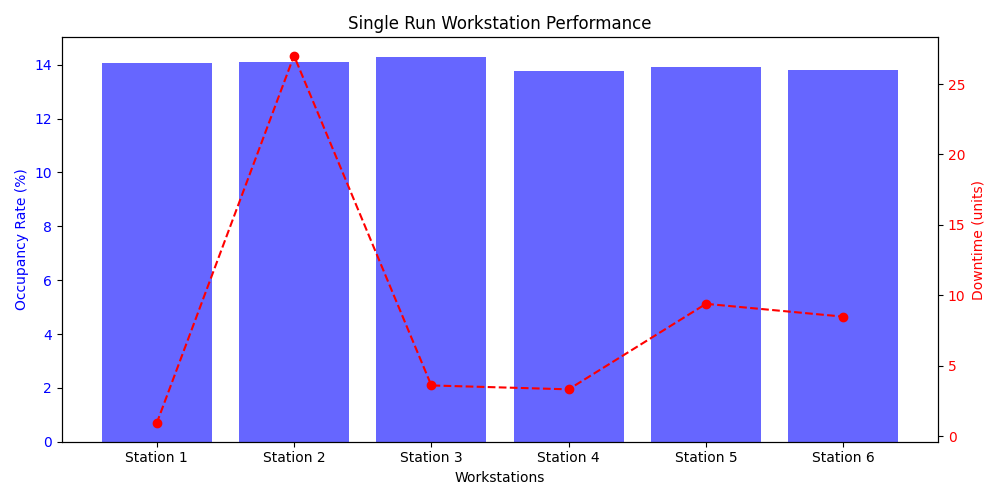 Single Run Workstation Performance
Occupancy Rate (%)
14
12
10
8
6
4
2
0
25
20
15
10
5
0
Downtime (units)
Station 1 Station 2 Station 3 Station 4 Station 5 Station 6
Workstations